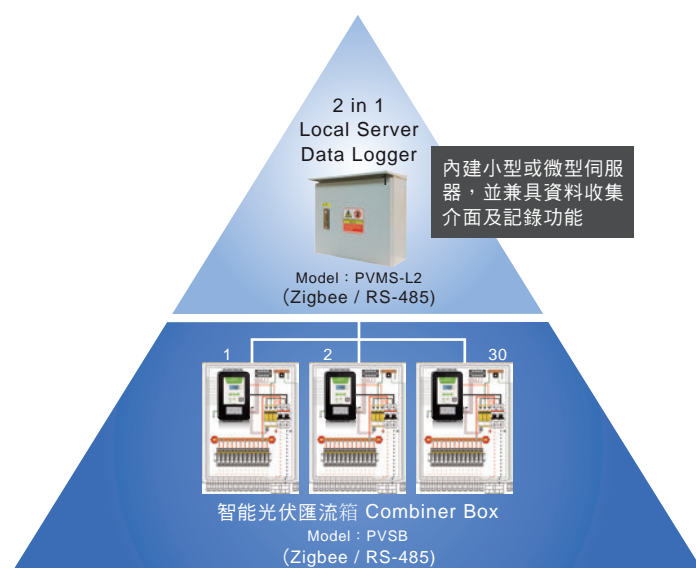 2 in 1
Local Server
Data Logger
內建小型或微型伺服
器，並兼具資料收集
介面及記錄功能
Model：PVMS-L2
(Zigbee / RS-485)
1 2 30
智能光伏匯流箱 Combiner Box
Model：PVSB
(Zigbee / RS-485)